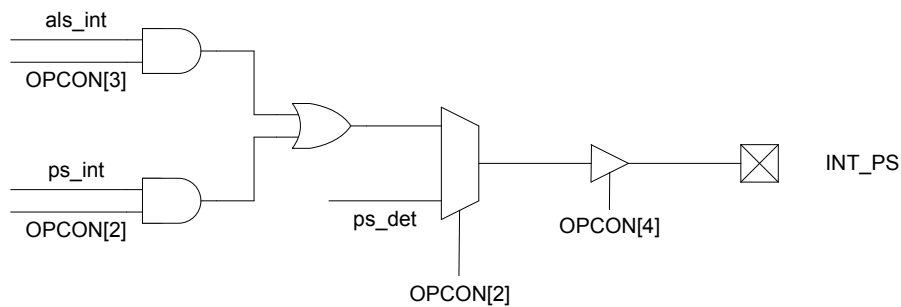 als_int
OPCON[3]
ps_int
OPCON[2]
ps_det
OPCON[2]
OPCON[4]
INT_PS